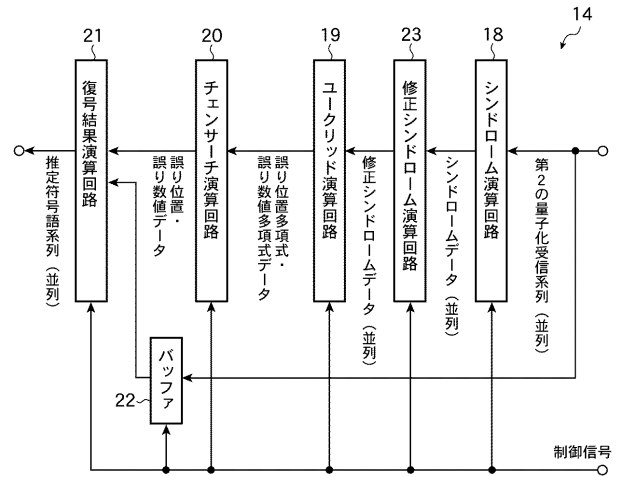 14
21
20
19
23
18
復号結果演算回路
チェンサーチ演算回路
ユークリッド演算回路
修正シンドローム演算回路
シンドローム演算回路
推定符号語系列（並列）
誤り位置・
誤り数値データ
誤り位置多項式・
誤り数値多項式データ
修正シンドロームデータ（並列）
シンドロームデータ（並列）
第２の量子化受信系列（並列）
バッファ
22
制御信号